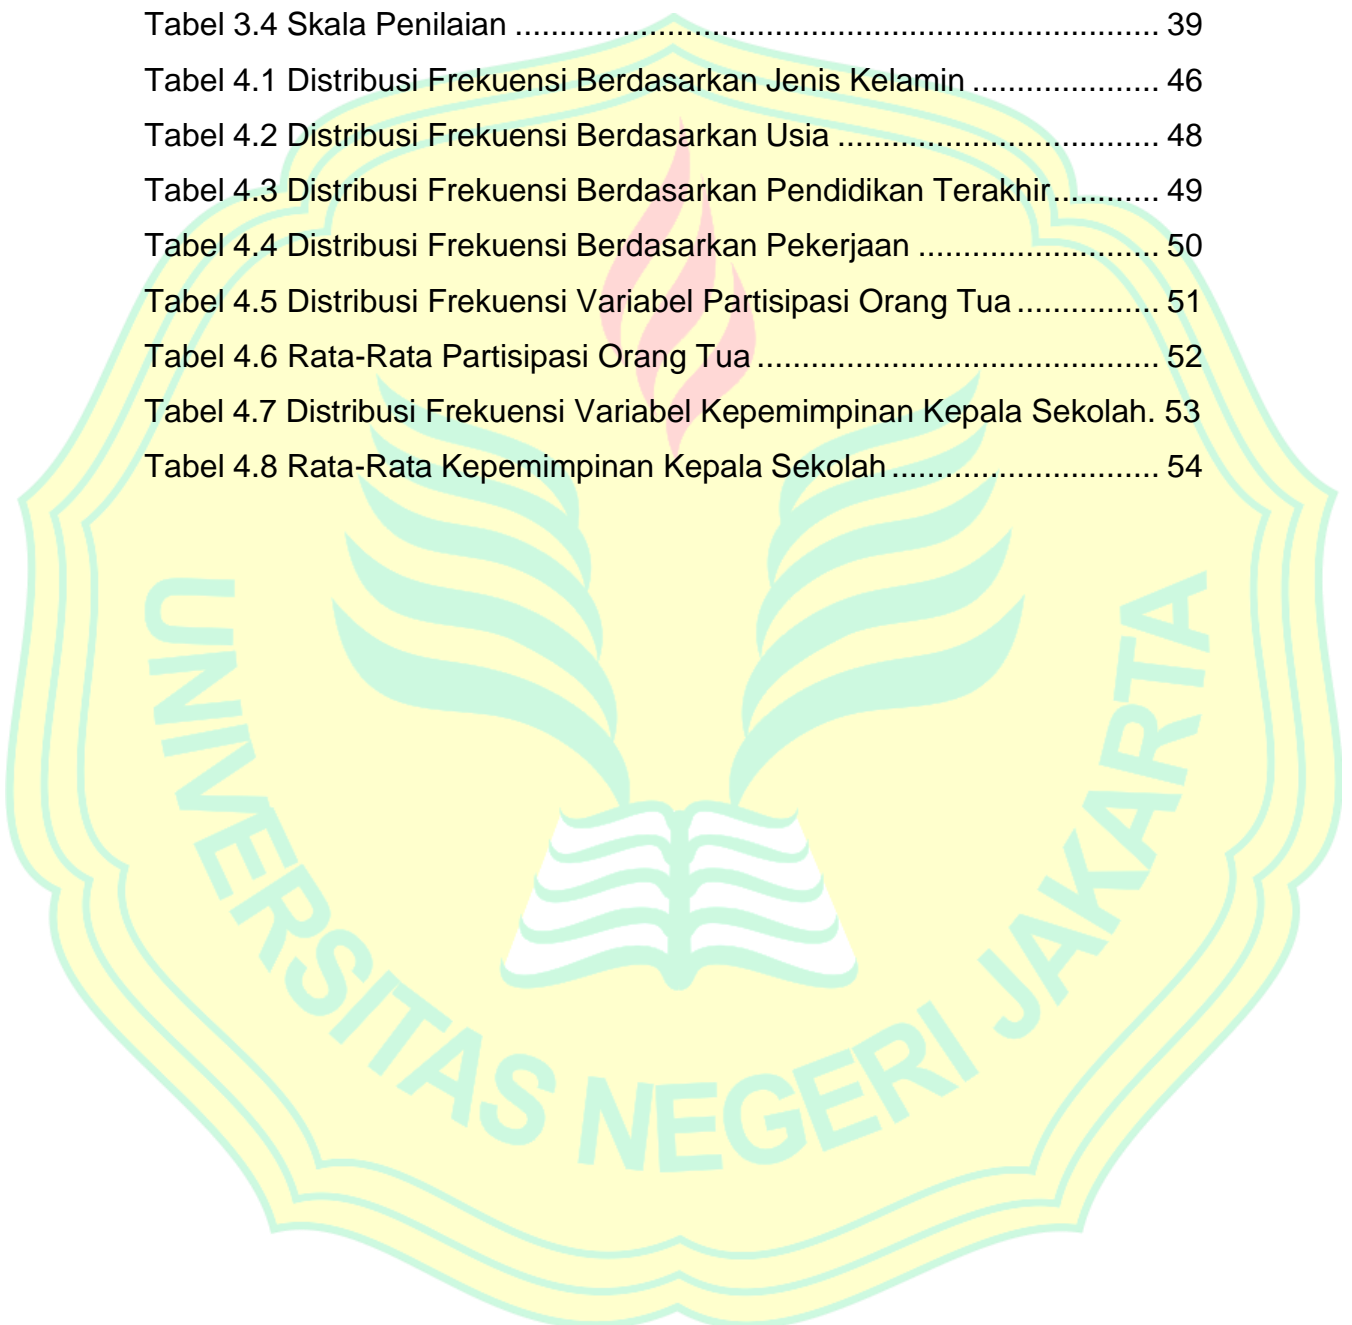 Tabel 3.4 Skala Penilaian ...................................................................... 39
Tabel 4.1 Distribusi Frekuensi Berdasarkan Jenis Kelamin .................... 46
Tabel 4.2 Distribusi Frekuensi Berdasarkan Usia ................................... 48
Tabel 4.3 Distribusi Frekuensi Berdasarkan Pendidikan Terakhir............ 49
Tabel 4.4 Distribusi Frekuensi Berdasarkan Pekerjaan .......................... 50
Tabel 4.5 Distribusi Frekuensi Variabel Partisipasi Orang Tua ................ 51
Tabel 4.6 Rata-Rata Partisipasi Orang Tua ............................................ 52
Tabel 4.7 Distribusi Frekuensi Variabel Kepemimpinan Kepala Sekolah. 53
Tabel 4.8 Rata-Rata Kepemimpinan Kepala Sekolah ............................. 54
UNIVERSITAS NEGERI JAKARTA